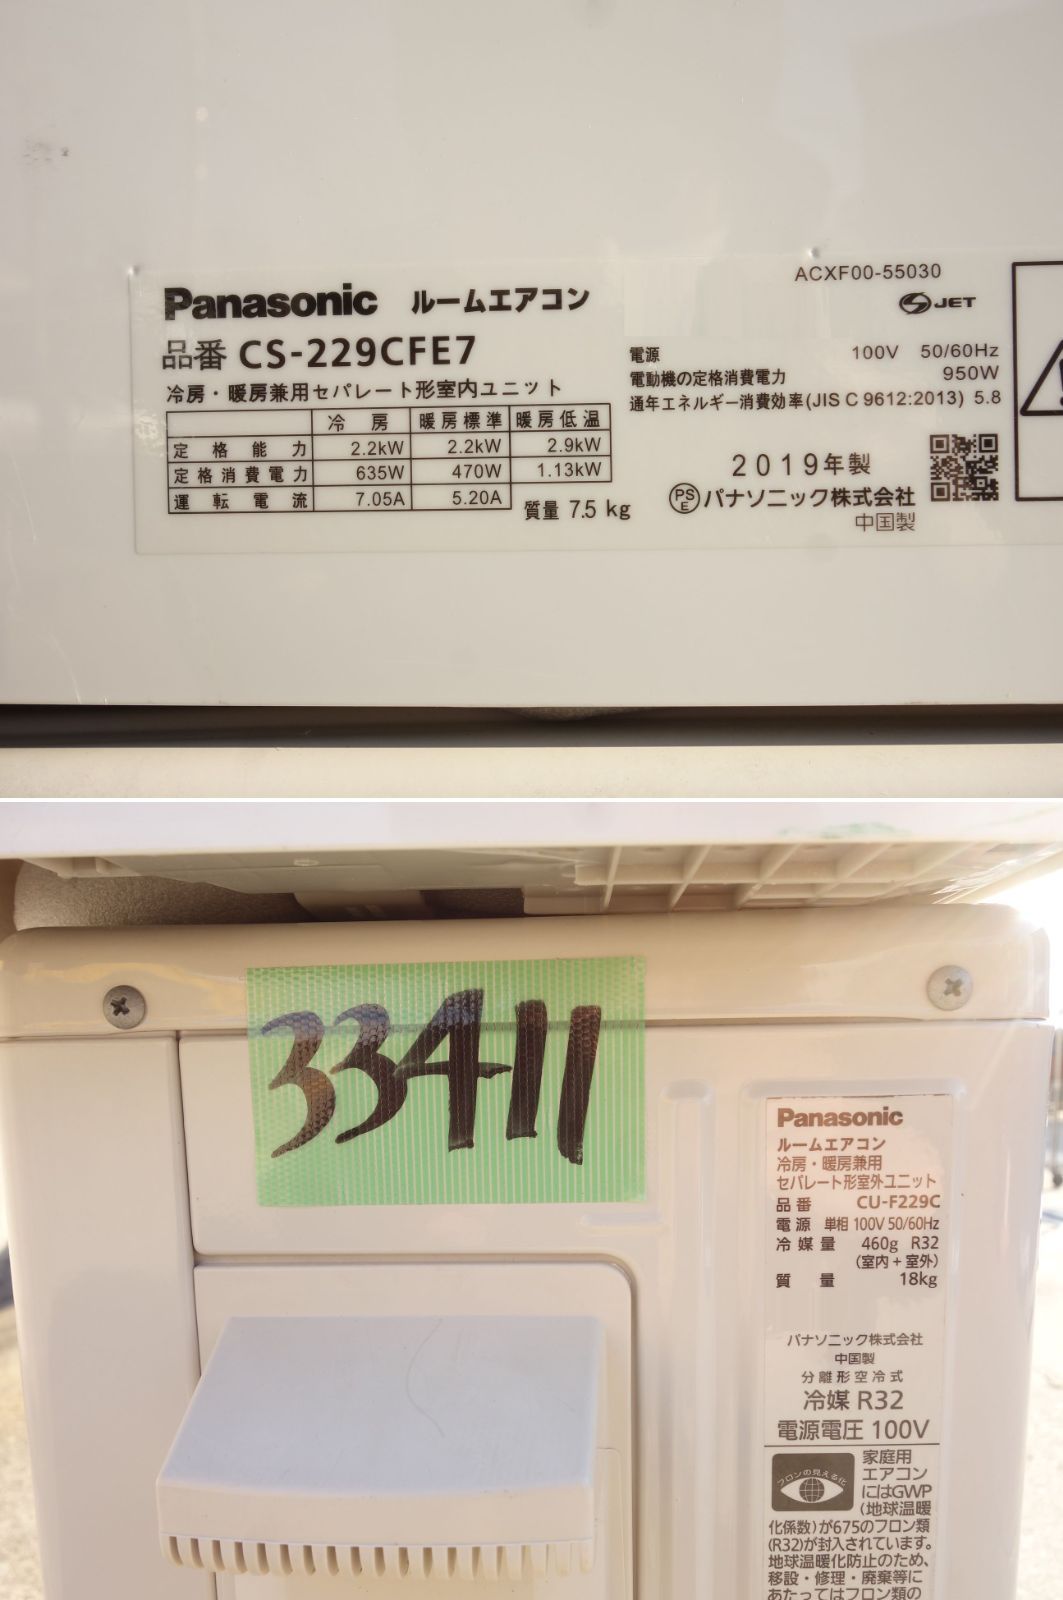 ACXF00-55030
Panasonic ルームエアコン
JET
品番 CS-229CFE7
冷房・暖房兼用セパレート形室内ユニット
冷房 暖房標準 暖房低温
定格能力 2.2kW 2.2kW 2.9kW
定格消費電力 635W 470W 1.13kW
運転電流 7.05A 5.20A
質量 7.5 kg
電源 100V 50/60Hz
電動機の定格消費電力 950W
通年エネルギー消費効率(JIS C 9612:2013) 5.8
2019年製
PSE パナソニック株式会社
中国製
33411
Panasonic
ルームエアコン
冷房・暖房兼用
セパレート形室外ユニット
品番 CU-F229C
電源 単相 100V 50/60Hz
冷媒量 460g R32
(室内+室外)
質量 18kg
パナソニック株式会社
中国製
分離形空冷式
冷媒 R32
電源電圧 100V
フロンの見える化
家庭用
エアコン
にはGWP
(地球温暖
化係数)が675のフロン類
(R32)が封入されています。
地球温暖化防止のため、
移設・修理・廃棄等に
あたってはフロン類の